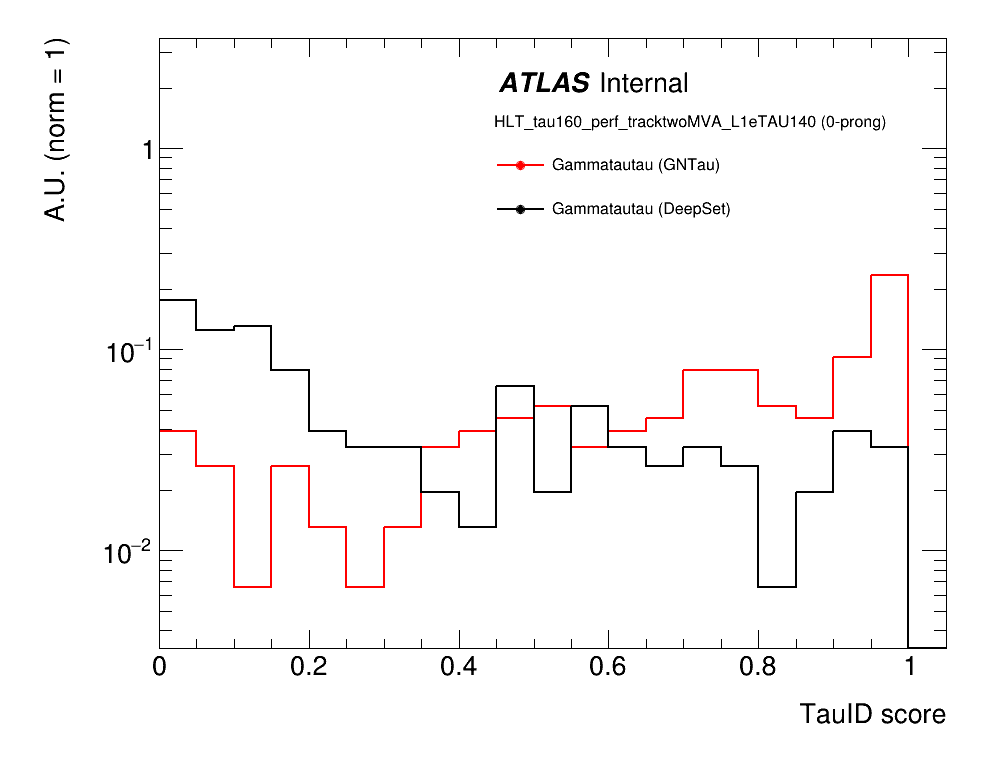 A.U. (norm = 1)
ATLAS Internal
HLT_tau160_perf_tracktwoMVA_L1eTAU140 (0-prong)
Gammatautau (GNTau)
Gammatautau (DeepSet)
1
10⁻¹
10⁻²
0 0.2 0.4 0.6 0.8 1
TauID score